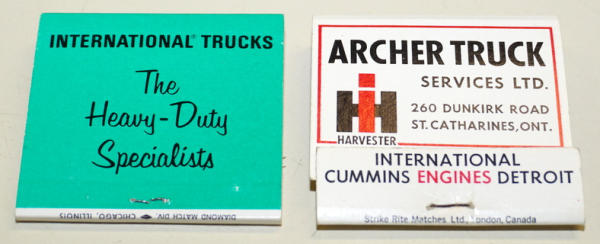 INTERNATIONAL® TRUCKS
The
Heavy-Duty
Specialists
DIAMOND MATCH DIV. CHICAGO, ILLINOIS
ARCHER TRUCK
SERVICES LTD.
260 DUNKIRK ROAD
ST. CATHARINES, ONT.
IH
HARVESTER
INTERNATIONAL
CUMMINS ENGINES DETROIT
Strike Rite Matches, Ltd., London, Canada